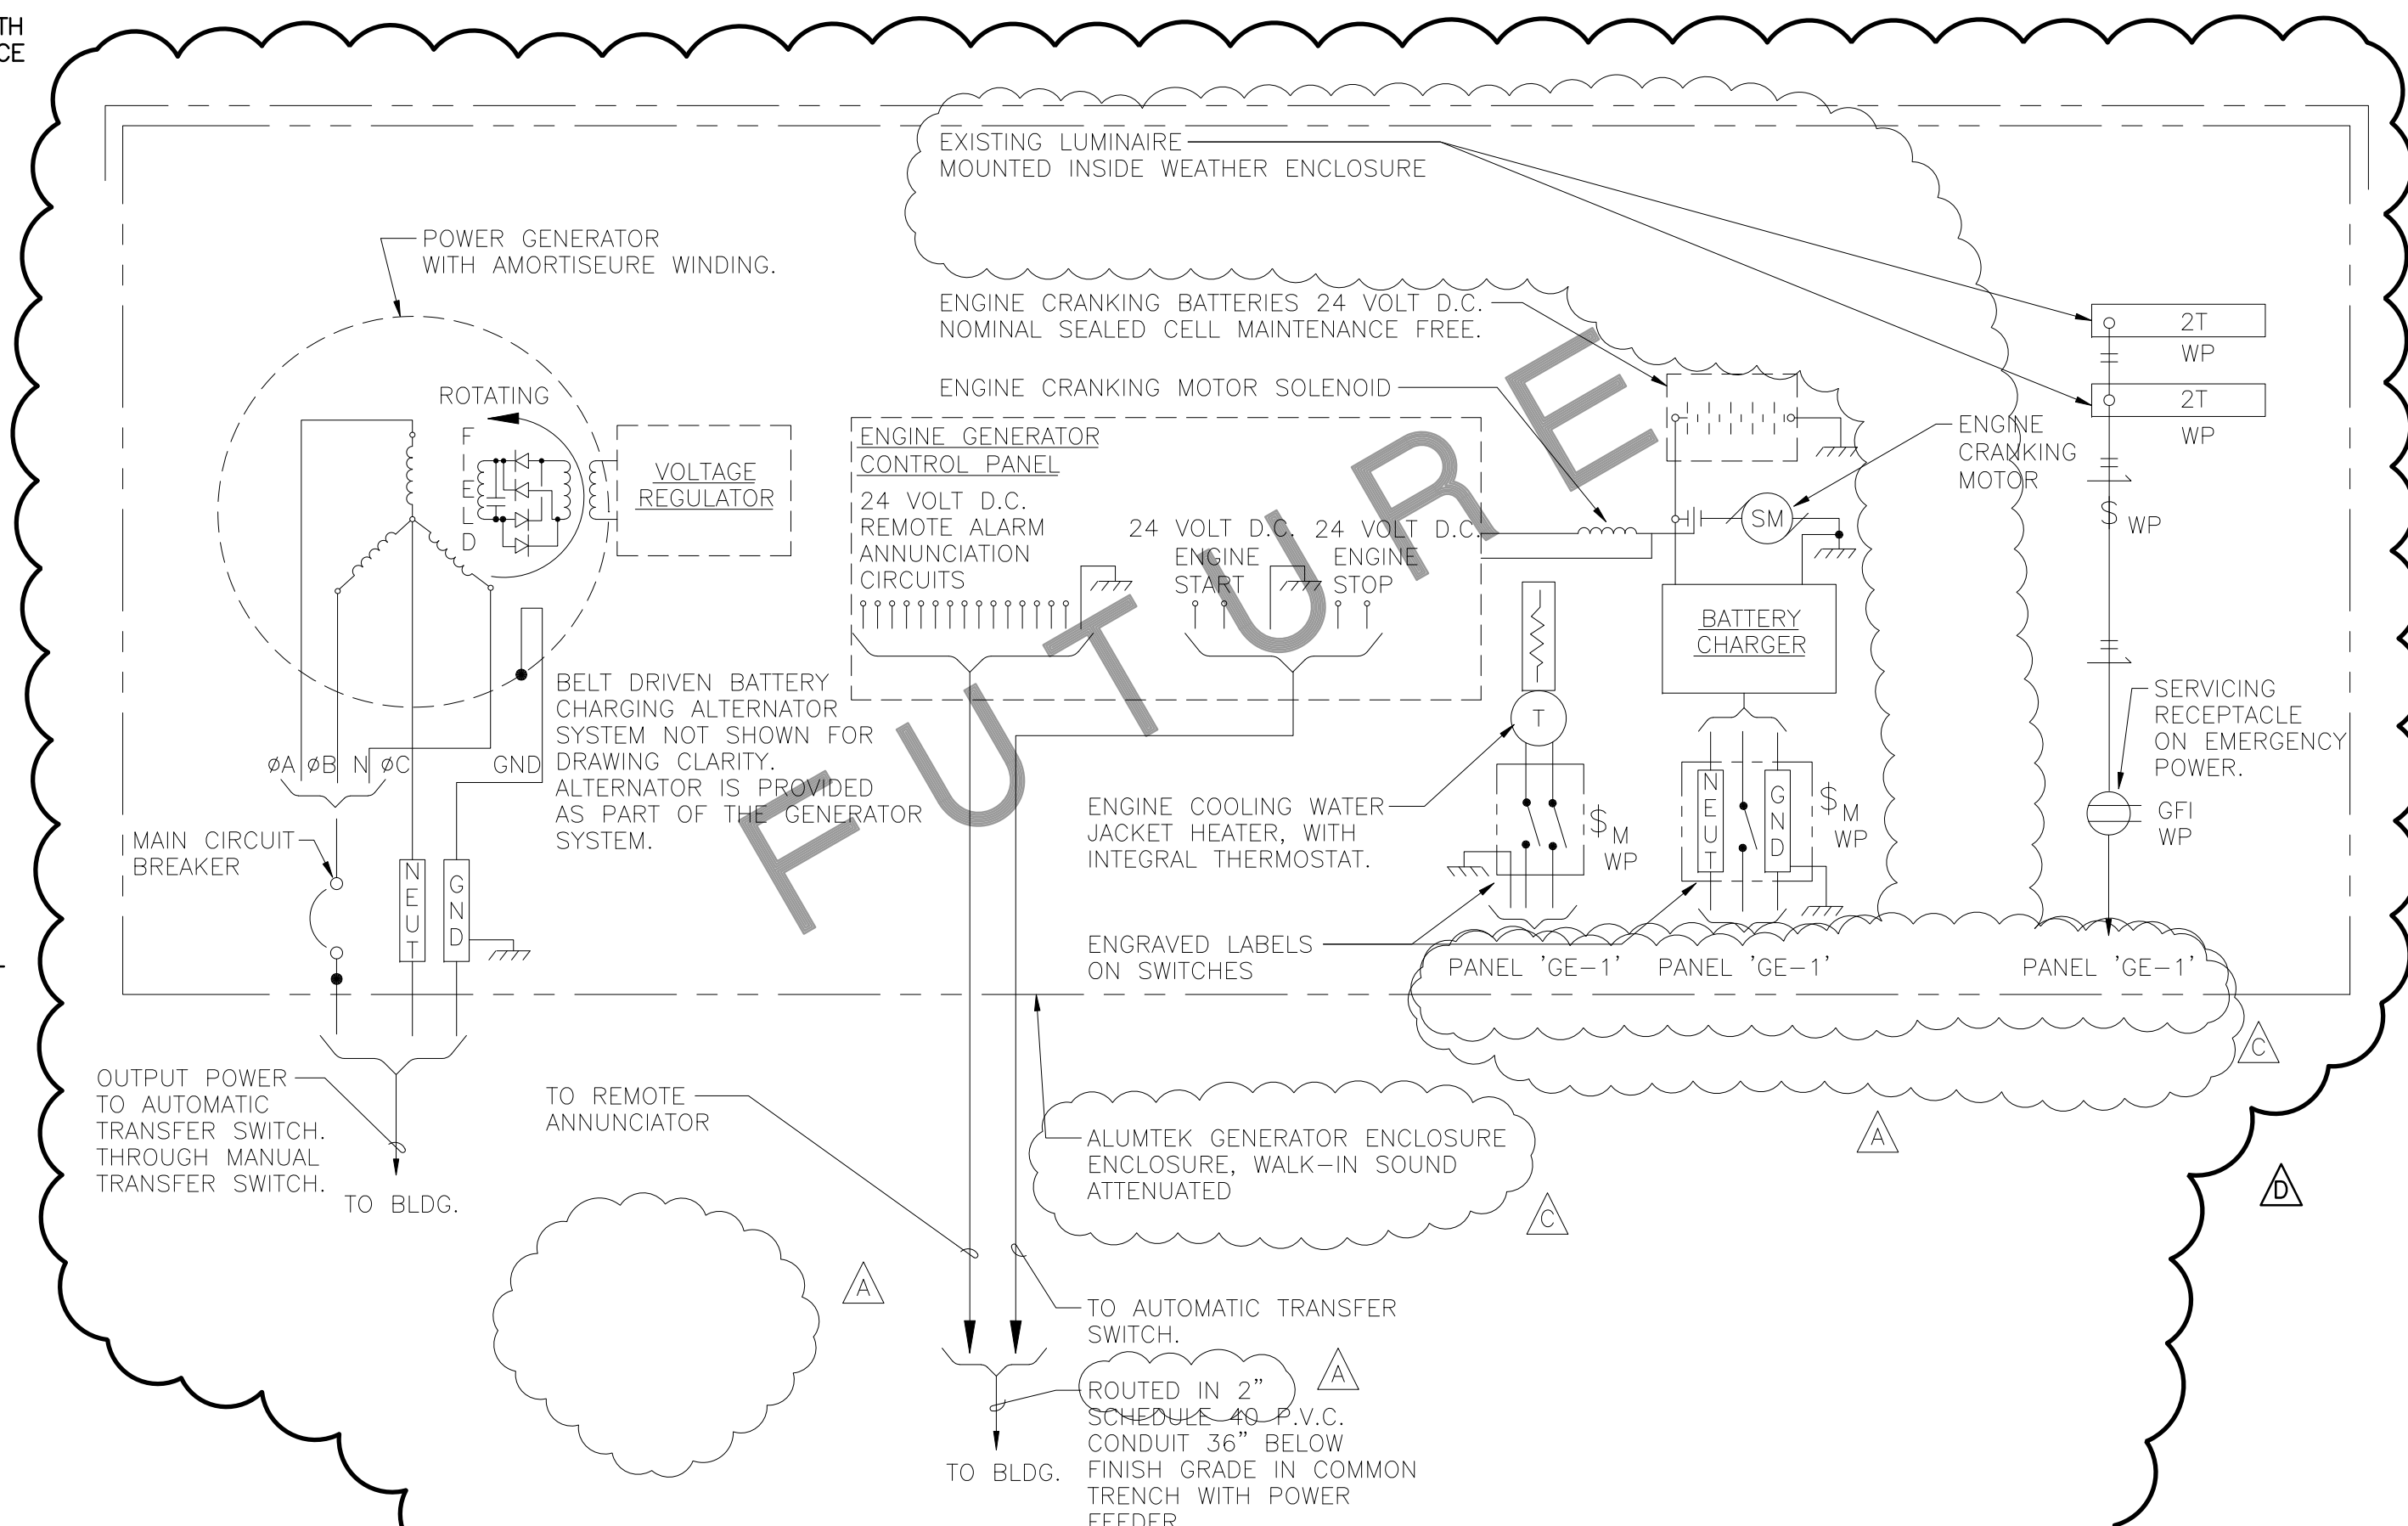 EXISTING LUMINAIRE
MOUNTED INSIDE WEATHER ENCLOSURE
POWER GENERATOR
WITH AMORTISEURE WINDING.
ENGINE CRANKING BATTERIES 24 VOLT D.C.
NOMINAL SEALED CELL MAINTENANCE FREE.
ENGINE CRANKING MOTOR SOLENOID
2T
WP
2T
WP
ENGINE
CRANKING
MOTOR
$ WP
ROTATING
FIELD
VOLTAGE
REGULATOR
ENGINE GENERATOR
CONTROL PANEL
24 VOLT D.C.
REMOTE ALARM
ANNUNCIATION
CIRCUITS
24 VOLT D.C.
ENGINE
START
24 VOLT D.C.
ENGINE
STOP
SM
BATTERY
CHARGER
T
FUTURE
BELT DRIVEN BATTERY
CHARGING ALTERNATOR
SYSTEM NOT SHOWN FOR
DRAWING CLARITY.
ALTERNATOR IS PROVIDED
AS PART OF THE GENERATOR
SYSTEM.
øA øB N øC GND
MAIN CIRCUIT
BREAKER
NEUT
GND
ENGINE COOLING WATER
JACKET HEATER, WITH
INTEGRAL THERMOSTAT.
$M
WP
NEUT
GND
$M
WP
SERVICING
RECEPTACLE
ON EMERGENCY
POWER.
GFI
WP
ENGRAVED LABELS
ON SWITCHES
PANEL 'GE-1' PANEL 'GE-1' PANEL 'GE-1'
C
A
D
OUTPUT POWER
TO AUTOMATIC
TRANSFER SWITCH.
THROUGH MANUAL
TRANSFER SWITCH.
TO BLDG.
TO REMOTE
ANNUNCIATOR
ALUMTEK GENERATOR ENCLOSURE
ENCLOSURE, WALK-IN SOUND
ATTENUATED
C
A
TO AUTOMATIC TRANSFER
SWITCH.
A
ROUTED IN 2"
SCHEDULE 40 P.V.C.
CONDUIT 36" BELOW
FINISH GRADE IN COMMON
TRENCH WITH POWER
FEEDER
TO BLDG.